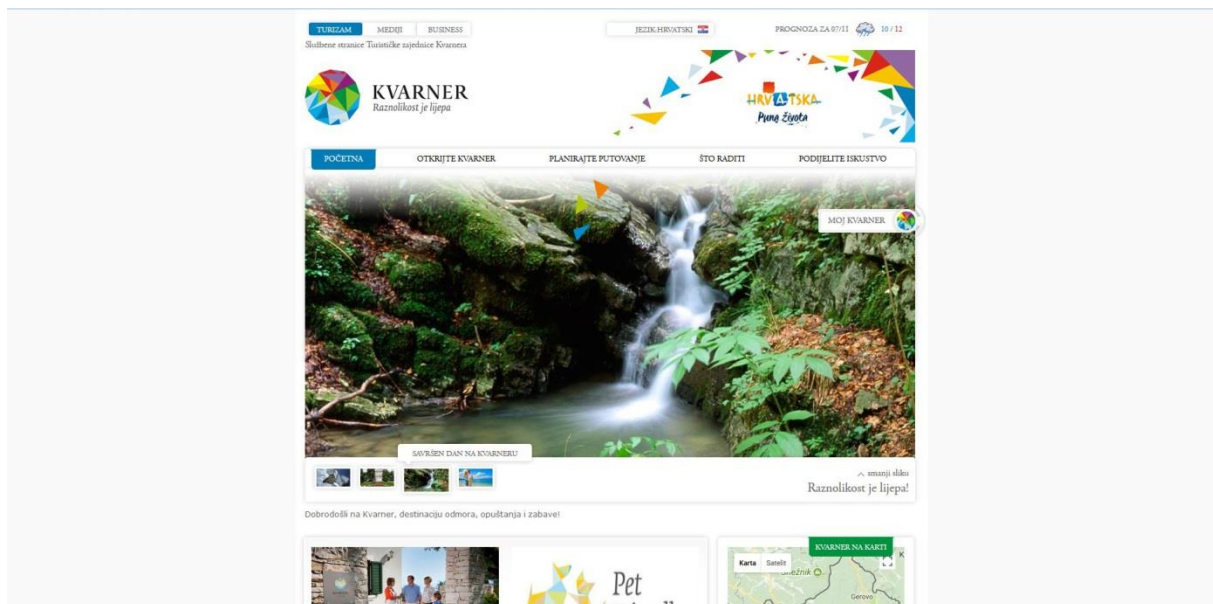 TURIZAM MEDIJI BUSINESS JEZIK:HRVATSKI PROGNOZA ZA 07/11 10 / 12
Službene stranice Turističke zajednice Kvarnera
KVARNER
Raznolikost je lijepa
HRVATSKA
Puna života
POČETNA OTKRIJTE KVARNER PLANIRAJTE PUTOVANJE ŠTO RADITI PODIJELITE ISKUSTVO
MOJ KVARNER
SAVRŠEN DAN NA KVARNERU
smanji sliku
Raznolikost je lijepa!
Dobrodošli na Kvarner, destinaciju odmora, opuštanja i zabave!
KVARNER NA KARTI
Karta Satelit K
Pet
Gerovo